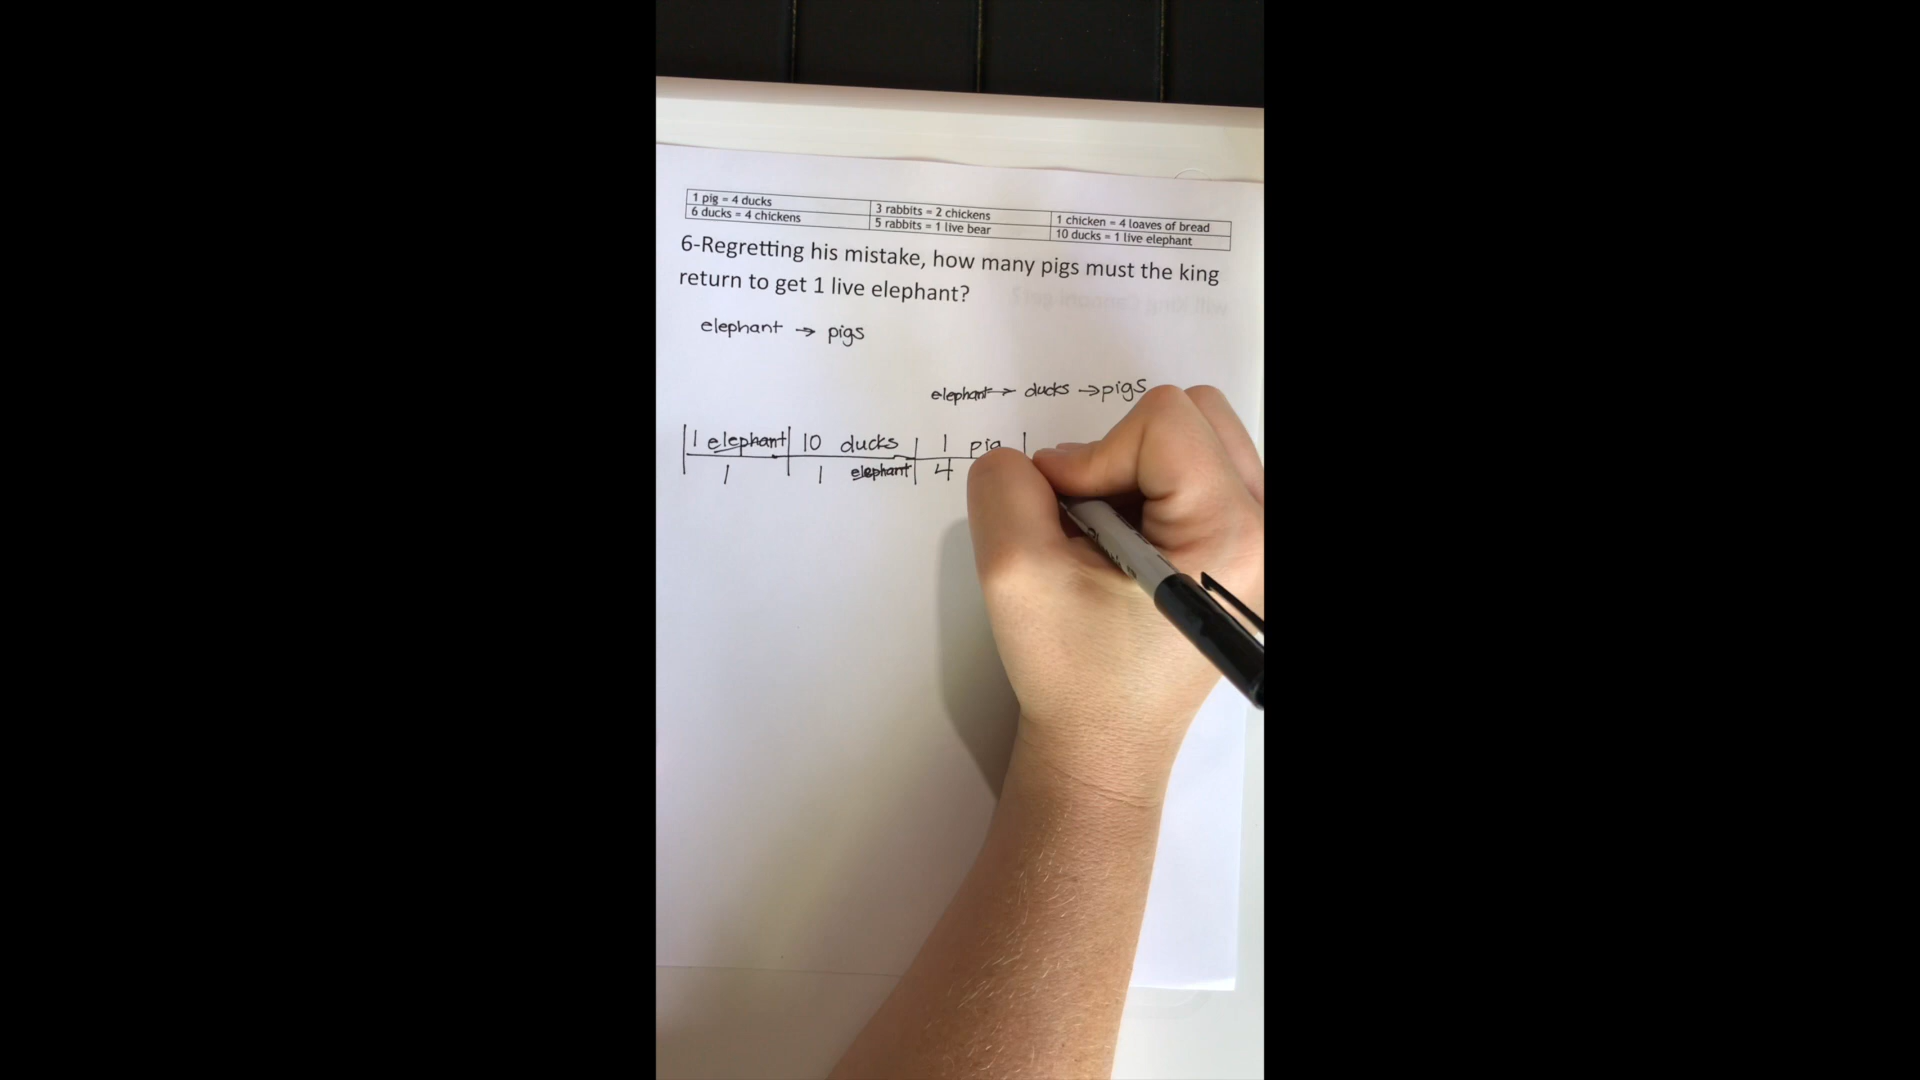 1 pig = 4 ducks 3 rabbits = 2 chickens 1 chicken = 4 loaves of bread
6 ducks = 4 chickens 5 rabbits = 1 live bear 10 ducks = 1 live elephant
6-Regretting his mistake, how many pigs must the king
return to get 1 live elephant?
elephant → pigs
elephant → ducks → pigs
1 elephant 10 ducks 1 pig
1 1 elephant 4